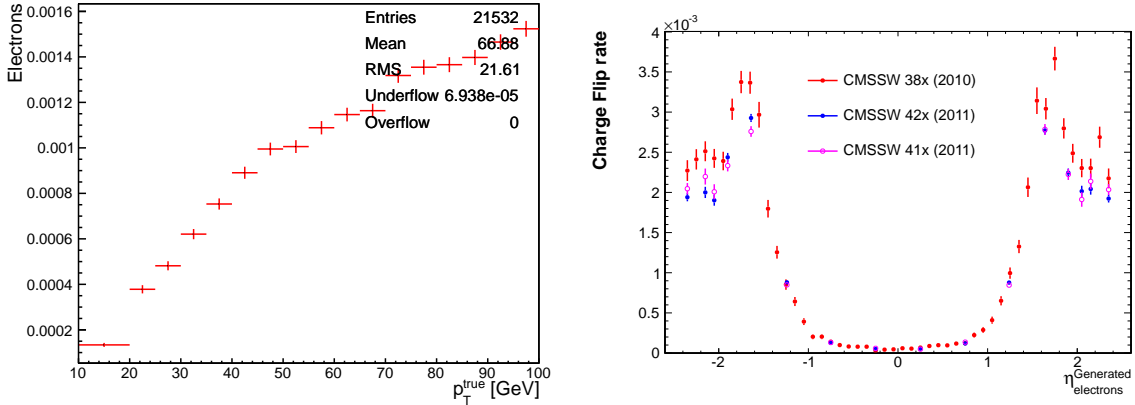 Electrons
0.0016
0.0014
0.0012
0.001
0.0008
0.0006
0.0004
0.0002
10 20 30 40 50 60 70 80 90 100
p_T^true [GeV]
Entries 21532
Mean 66.88
RMS 21.61
Underflow 6.938e-05
Overflow 0
×10⁻³
Charge Flip rate
4
3.5
3
2.5
2
1.5
1
0.5
0
-2 -1 0 1 2
η_electrons^Generated
CMSSW 38x (2010)
CMSSW 42x (2011)
CMSSW 41x (2011)